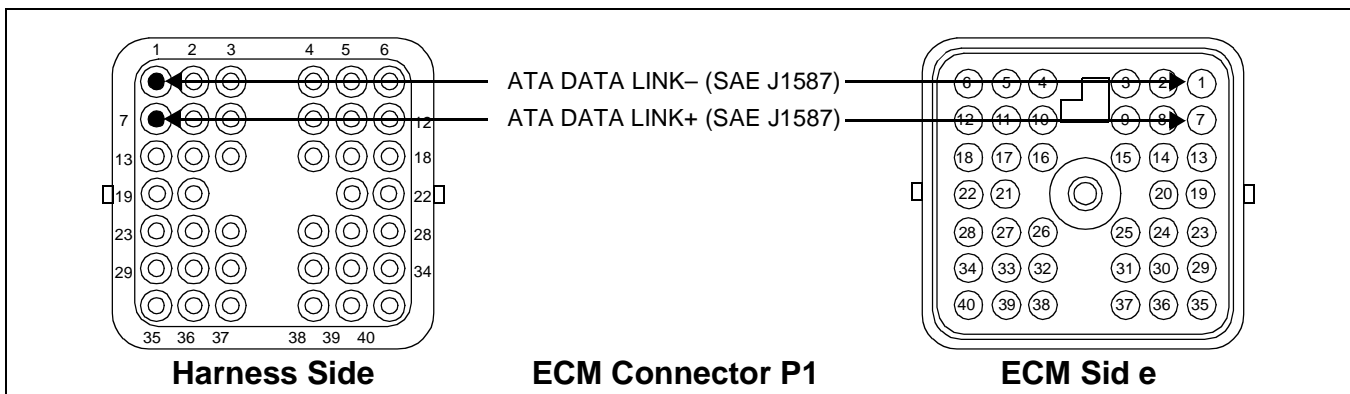 1 2 3 4 5 6
ATA DATA LINK– (SAE J1587)
6 5 4 3 2 1
7 12
ATA DATA LINK+ (SAE J1587)
12 11 10 9 8 7
13 18
18 17 16 15 14 13
19 22
22 21 20 19
23 28
28 27 26 25 24 23
29 34
34 33 32 31 30 29
40 39 38 37 36 35
35 36 37 38 39 40
Harness Side ECM Connector P1 ECM Sid e